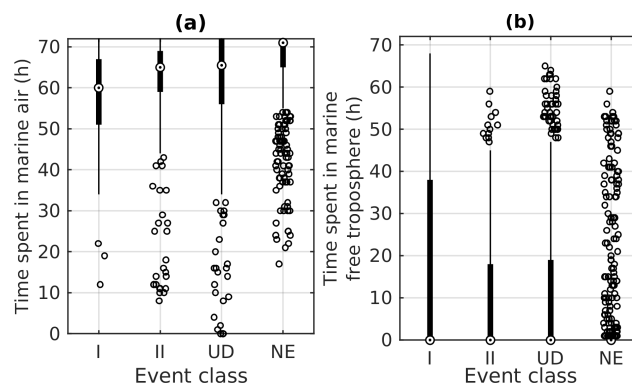 (a)
Time spent in marine air (h)
70
60
50
40
30
20
10
0
I II UD NE
Event class
(b)
Time spent in marine
free troposphere (h)
70
60
50
40
30
20
10
0
I II UD NE
Event class